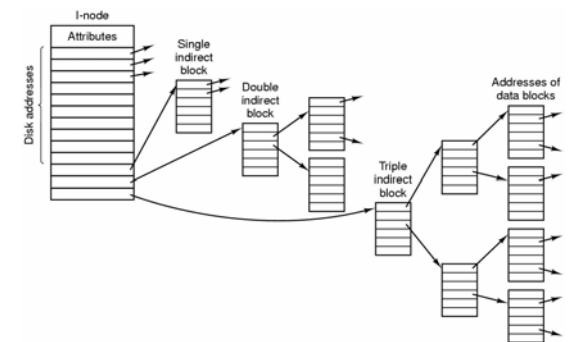 I-node
Attributes
Disk addresses
Single
indirect
block
Double
indirect
block
Triple
indirect
block
Addresses of
data blocks